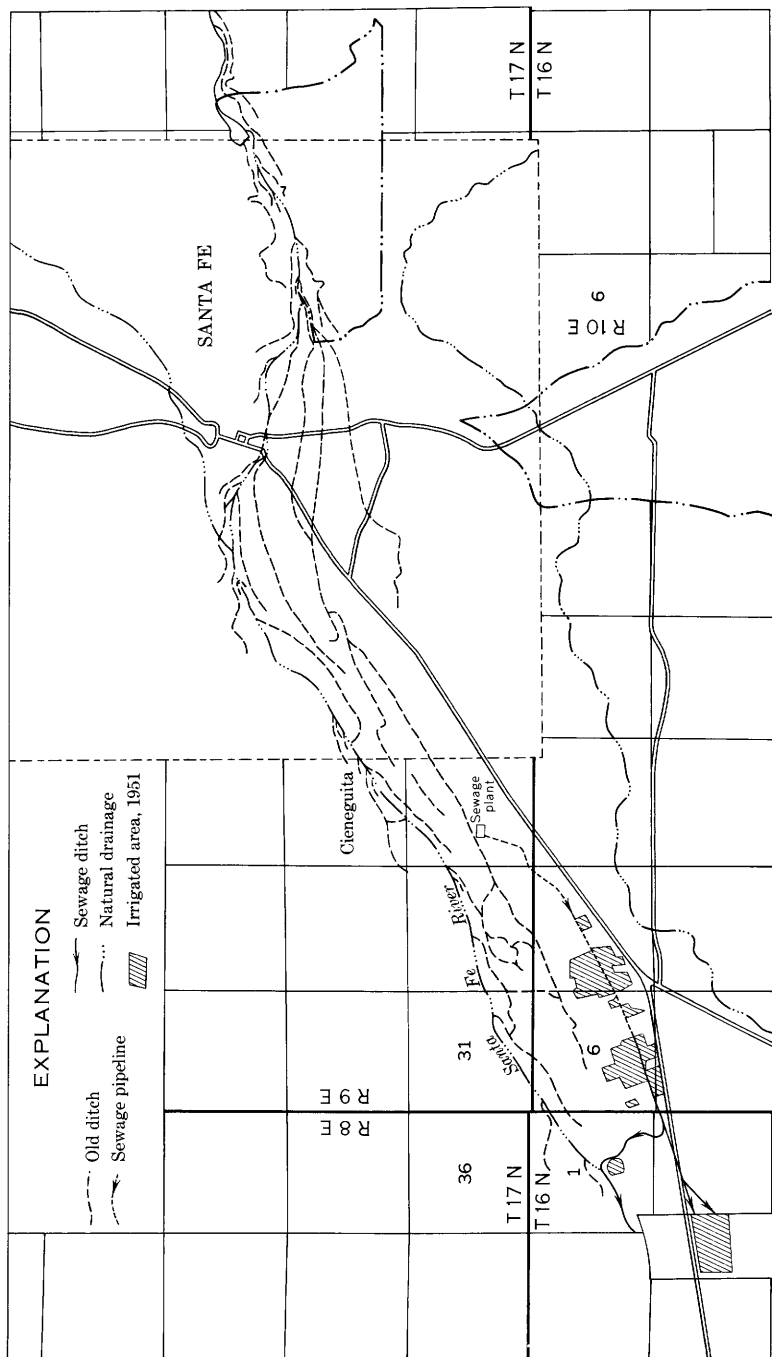 EXPLANATION
Old ditch
Sewage pipeline
Sewage ditch
Natural drainage
Irrigated area, 1951
SANTA FE
Cieneguita
Santa Fe River
Sewage
plant
T 17 N
T 16 N
R 10 E
6
31
6
R 9 E
R 8 E
36
T 17 N
T 16 N
1